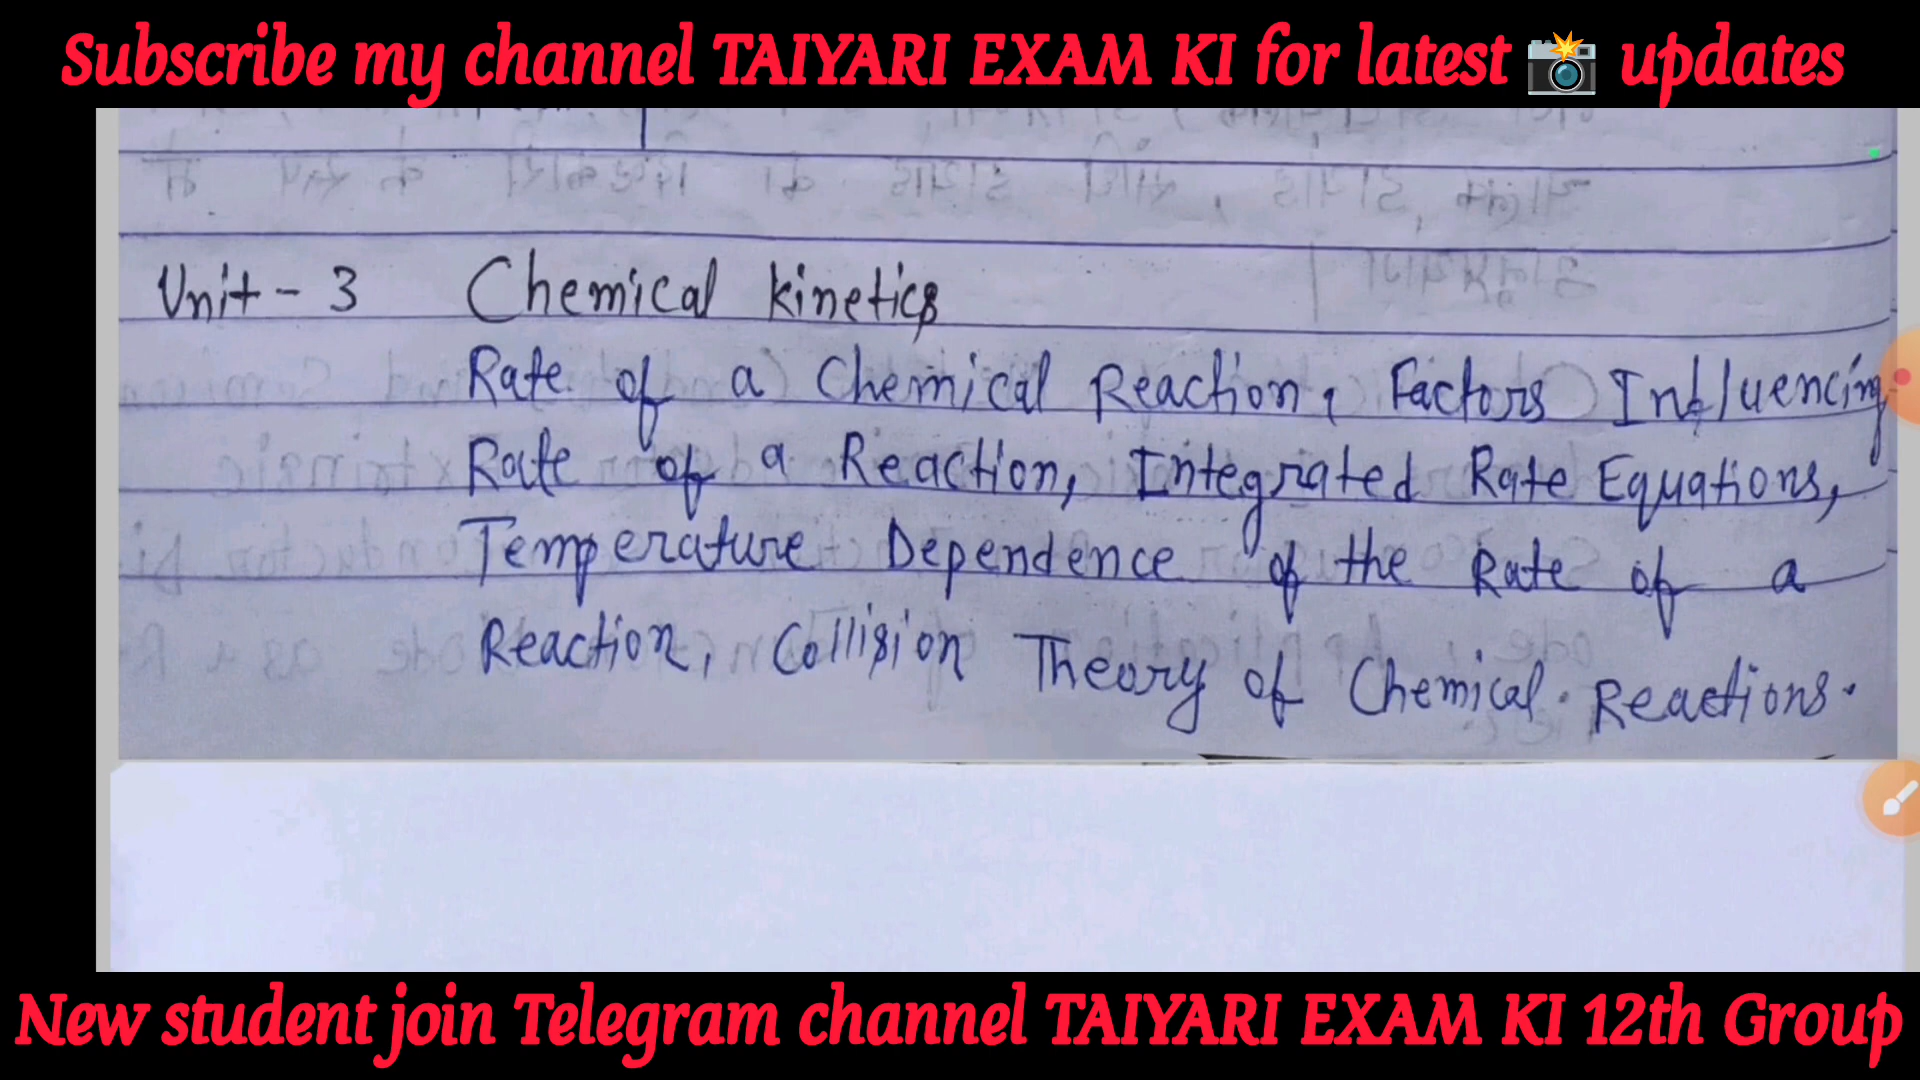 Subscribe my channel TAIYARI EXAM KI for latest 📸 updates
Unit - 3 Chemical kinetics
Rate of a Chemical Reaction, Factors Influencing
Rate of a Reaction, Integrated Rate Equations,
Temperature Dependence of the Rate of a
Reaction, Collision Theory of Chemical Reactions.
New student join Telegram channel TAIYARI EXAM KI 12th Group